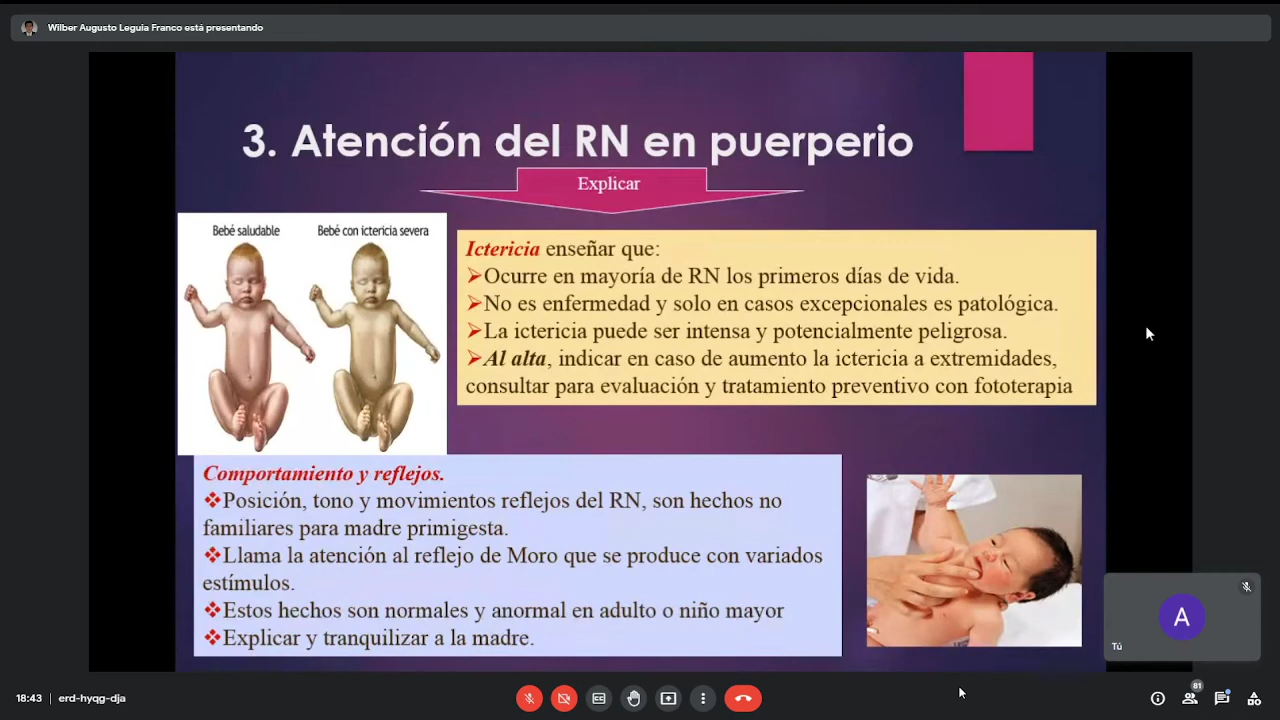 Wilber Augusto Leguia Franco está presentando
3. Atención del RN en puerperio
Explicar
Bebé saludable
Bebé con ictericia severa
Ictericia enseñar que:
➢Ocurre en mayoría de RN los primeros días de vida.
➢No es enfermedad y solo en casos excepcionales es patológica.
➢La ictericia puede ser intensa y potencialmente peligrosa.
➢Al alta, indicar en caso de aumento la ictericia a extremidades,
consultar para evaluación y tratamiento preventivo con fototerapia
Comportamiento y reflejos.
❖Posición, tono y movimientos reflejos del RN, son hechos no
familiares para madre primigesta.
❖Llama la atención al reflejo de Moro que se produce con variados
estímulos.
❖Estos hechos son normales y anormal en adulto o niño mayor
❖Explicar y tranquilizar a la madre.
A
Tú
18:43 erd-hyqg-dja
81